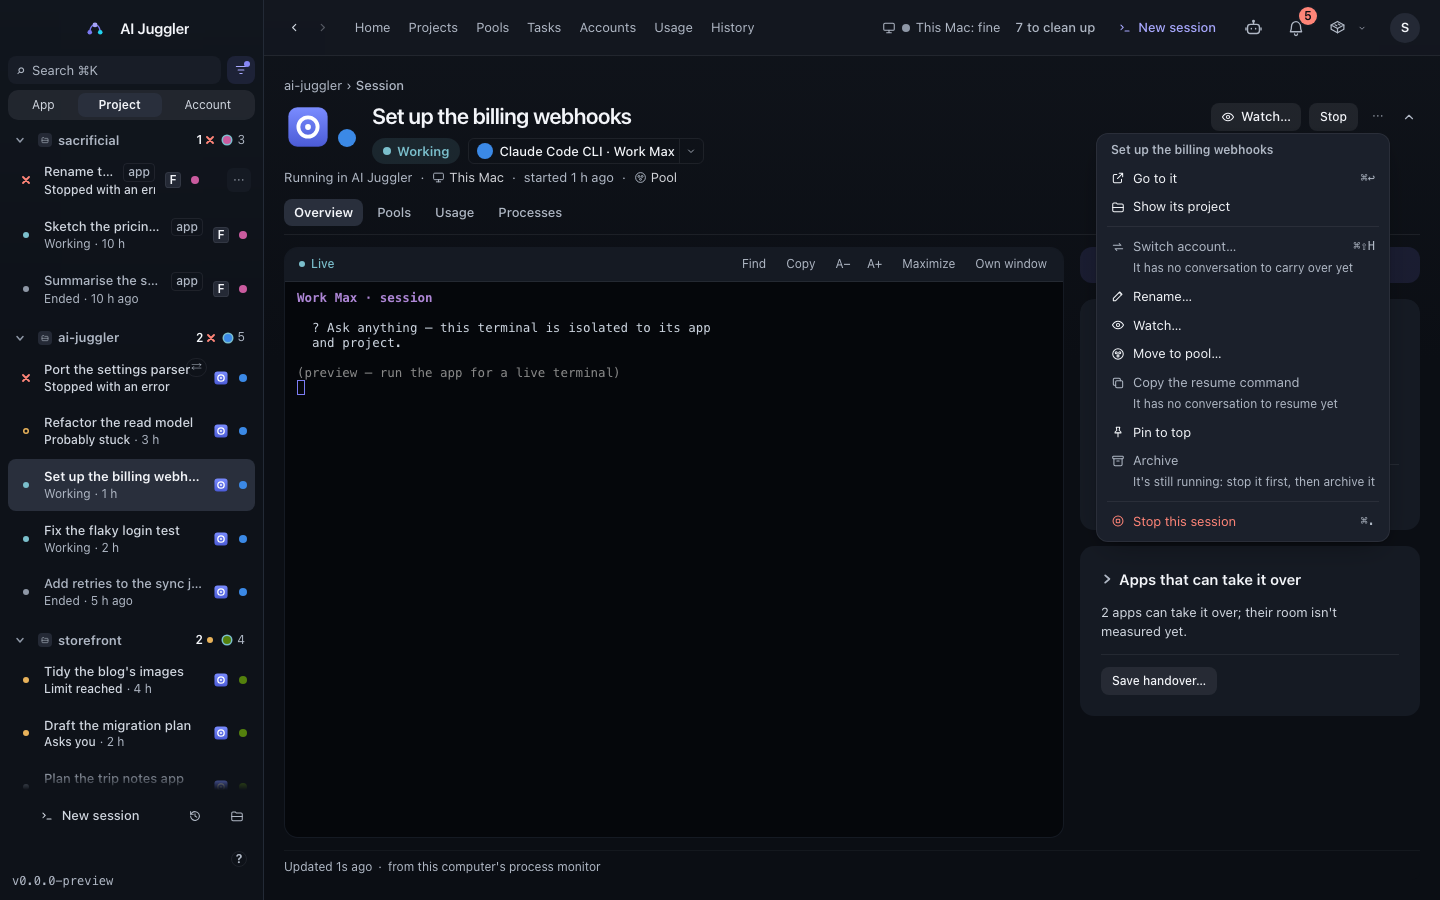 AI Juggler
Search ⌘K
App Project Account
sacrificial 1 3
Rename t... app F
Stopped with an err
Sketch the pricin... app F
Working · 10 h
Summarise the s... app F
Ended · 10 h ago
ai-juggler 2 5
Port the settings parser
Stopped with an error
Refactor the read model
Probably stuck · 3 h
Set up the billing webh...
Working · 1 h
Fix the flaky login test
Working · 2 h
Add retries to the sync j...
Ended · 5 h ago
storefront 2 4
Tidy the blog's images
Limit reached · 4 h
Draft the migration plan
Asks you · 2 h
Plan the trip notes app
New session
?
v0.0.0-preview
Home Projects Pools Tasks Accounts Usage History
This Mac: fine 7 to clean up New session 5 S
ai-juggler › Session
Set up the billing webhooks
Watch... Stop ...
Working Claude Code CLI · Work Max
Running in AI Juggler · This Mac · started 1 h ago · Pool
Overview Pools Usage Processes
Live Find Copy A− A+ Maximize Own window
Work Max · session
? Ask anything — this terminal is isolated to its app
and project.
(preview — run the app for a live terminal)
Set up the billing webhooks
Go to it ⌘↩
Show its project
Switch account... ⌘⇧H
It has no conversation to carry over yet
Rename...
Watch...
Move to pool...
Copy the resume command
It has no conversation to resume yet
Pin to top
Archive
It's still running: stop it first, then archive it
Stop this session ⌘.
Apps that can take it over
2 apps can take it over; their room isn't
measured yet.
Save handover...
Updated 1s ago · from this computer's process monitor